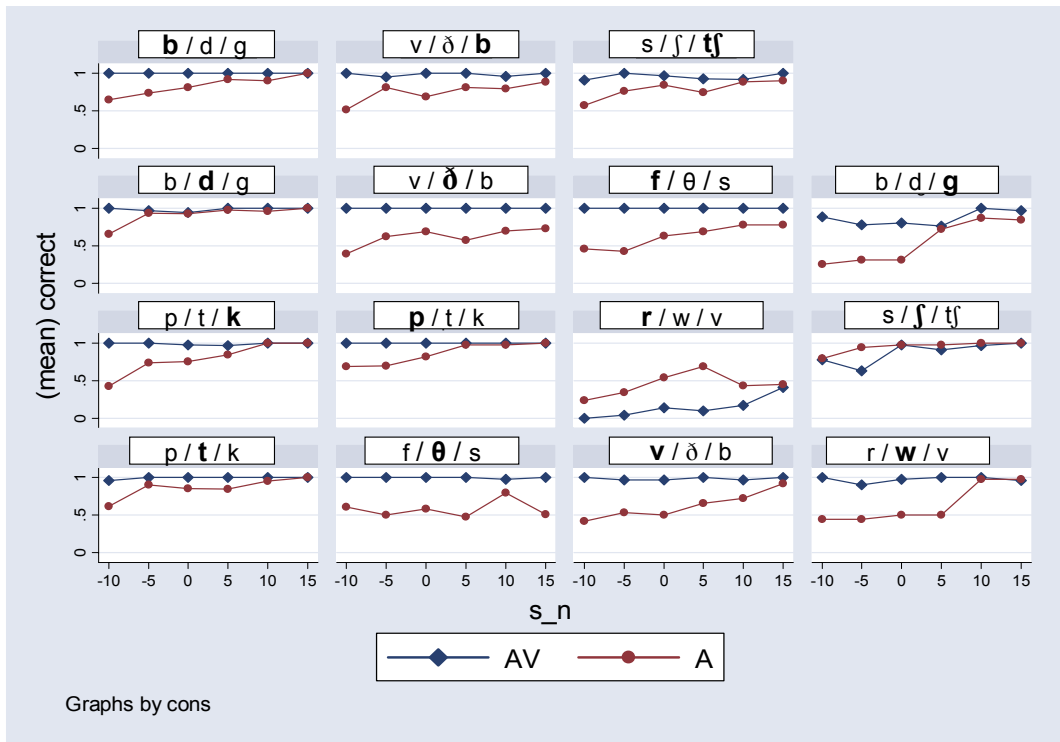 b / d / g
v / ð / b
s / ʃ / tʃ
1
.5
0
b / d / g
v / ð / b
f / θ / s
b / d / g
1
.5
0
p / t / k
p / t / k
r / w / v
s / ʃ / tʃ
1
.5
0
p / t / k
f / θ / s
v / ð / b
r / w / v
1
.5
0
(mean) correct
-10 -5 0 5 10 15
-10 -5 0 5 10 15
-10 -5 0 5 10 15
-10 -5 0 5 10 15
s_n
AV
A
Graphs by cons